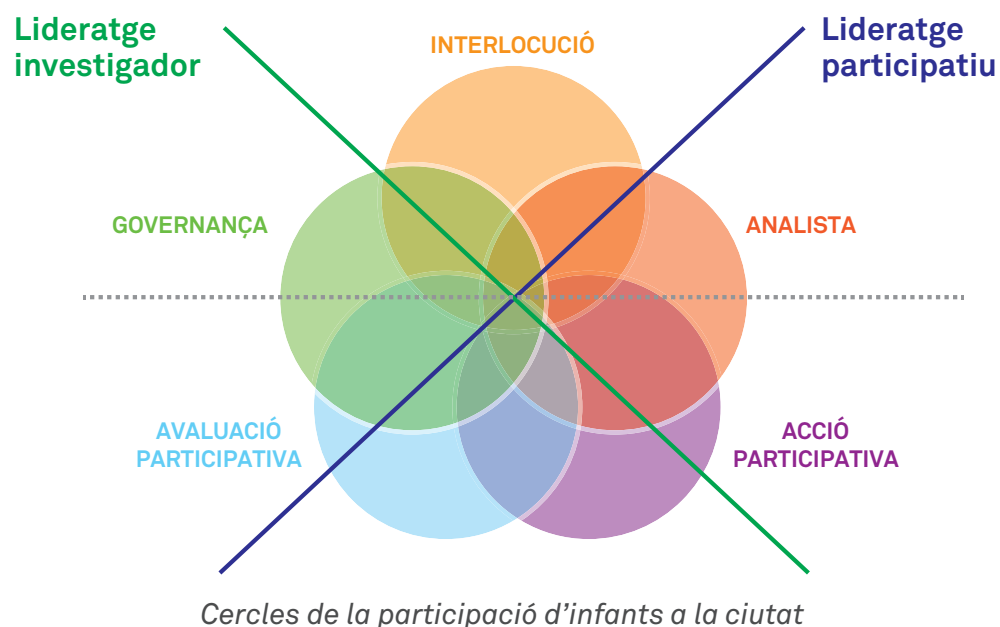 Lideratge
investigador
INTERLOCUCIÓ
Lideratge
participatiu
GOVERNANÇA
ANALISTA
AVALUACIÓ
PARTICIPATIVA
ACCIÓ
PARTICIPATIVA
Cercles de la participació d’infants a la ciutat